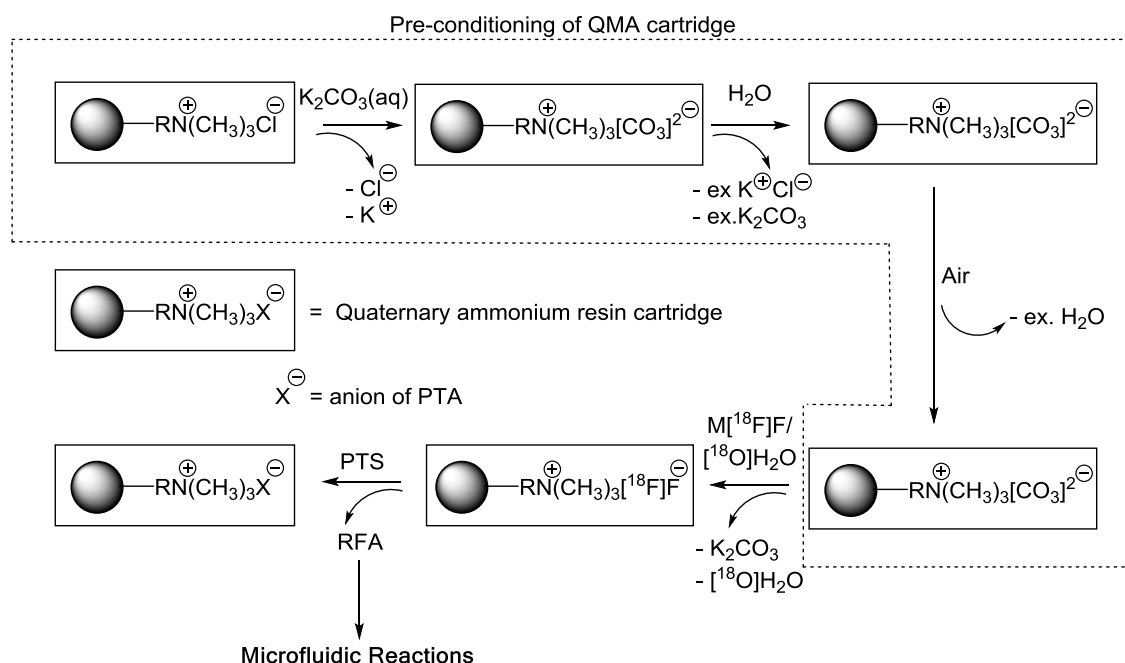 Pre-conditioning of QMA cartridge
RN⊕(CH₃)₃Cl⊖
K₂CO₃(aq)
- Cl⊖
- K⊕
RN⊕(CH₃)₃[CO₃]²⊖
H₂O
- ex K⊕Cl⊖
- ex.K₂CO₃
RN⊕(CH₃)₃[CO₃]²⊖
Air
- ex. H₂O
RN⊕(CH₃)₃X⊖ = Quaternary ammonium resin cartridge
X⊖ = anion of PTA
RN⊕(CH₃)₃X⊖
PTS
RFA
RN⊕(CH₃)₃[¹⁸F]F⊖
M[¹⁸F]F/
[¹⁸O]H₂O
- K₂CO₃
- [¹⁸O]H₂O
RN⊕(CH₃)₃[CO₃]²⊖
Microfluidic Reactions